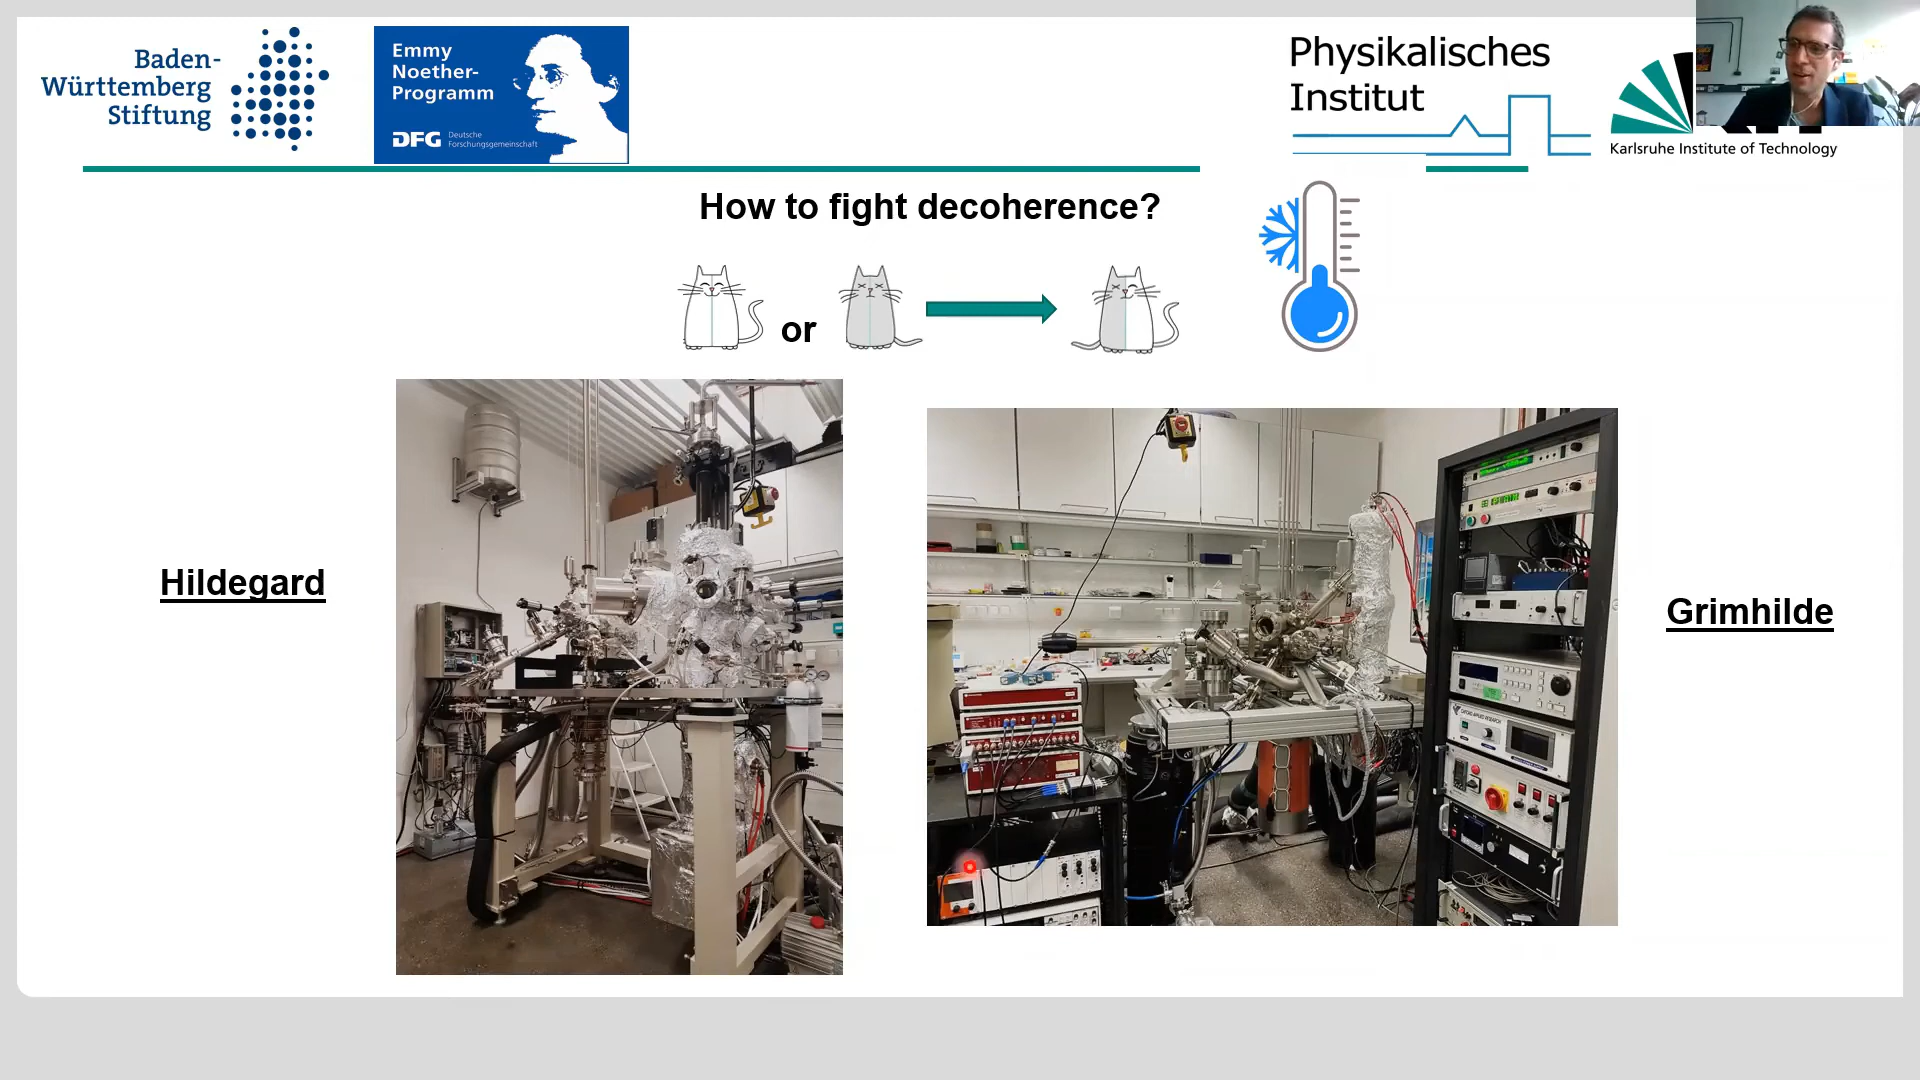 Baden-
Württemberg
Stiftung
Emmy
Noether-
Programm
DFG Deutsche
Forschungsgemeinschaft
Physikalisches
Institut
Karlsruhe Institute of Technology
How to fight decoherence?
or
Hildegard
Grimhilde